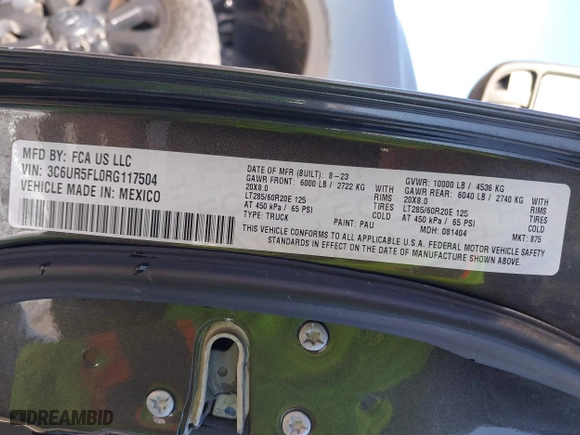 MFD BY: FCA US LLC
VIN: 3C6UR5FL0RG117504
VEHICLE MADE IN: MEXICO
DATE OF MFR (BUILT): 8-23
GAWR FRONT: 6000 LB / 2722 KG WITH
20X8.0 RIMS
LT285/60R20E 125 TIRES
AT 450 kPa / 65 PSI
TYPE: TRUCK PAINT: PAU
GVWR: 10000 LB / 4536 KG
GAWR REAR: 6040 LB / 2740 KG WITH
20X8.0 RIMS
LT285/60R20E 125 TIRES
AT 450 kPa / 65 PSI
MDH: 081404 MKT: 875
THIS VEHICLE CONFORMS TO ALL APPLICABLE U.S.A. FEDERAL MOTOR VEHICLE SAFETY
STANDARDS IN EFFECT ON THE DATE OF MANUFACTURE SHOWN ABOVE.
DREAMBID